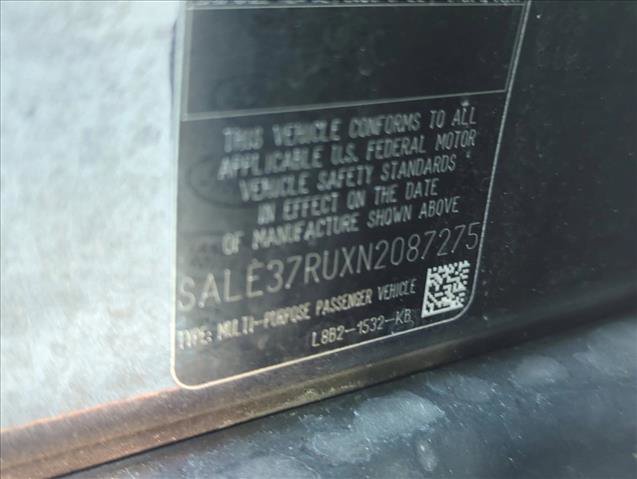 THIS VEHICLE CONFORMS TO ALL
APPLICABLE U.S. FEDERAL MOTOR
VEHICLE SAFETY STANDARDS
IN EFFECT ON THE DATE
OF MANUFACTURE SHOWN ABOVE
SALE37RUXN2087275
TYPE: MULTI-PURPOSE PASSENGER VEHICLE
L8B2-1532-KB